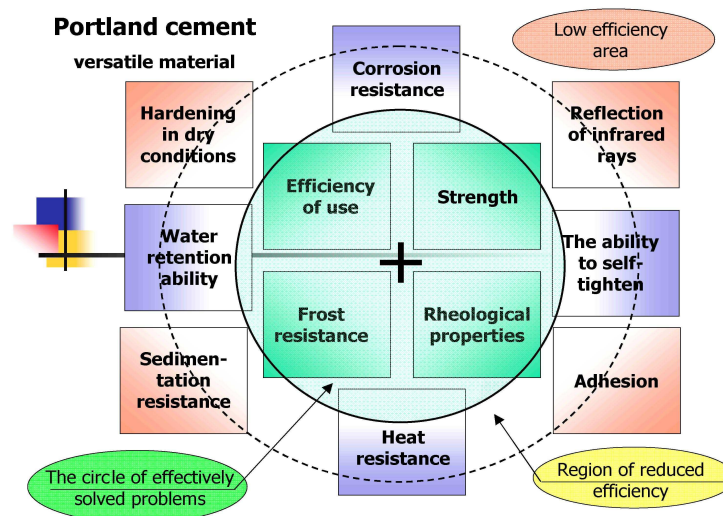 Portland cement
versatile material
Low efficiency
area
Corrosion
resistance
Hardening
in dry
conditions
Reflection
of infrared
rays
Efficiency
of use
Strength
Water
retention
ability
The ability
to self-
tighten
Frost
resistance
Rheological
properties
Sedimen-
tation
resistance
Adhesion
Heat
resistance
The circle of effectively
solved problems
Region of reduced
efficiency